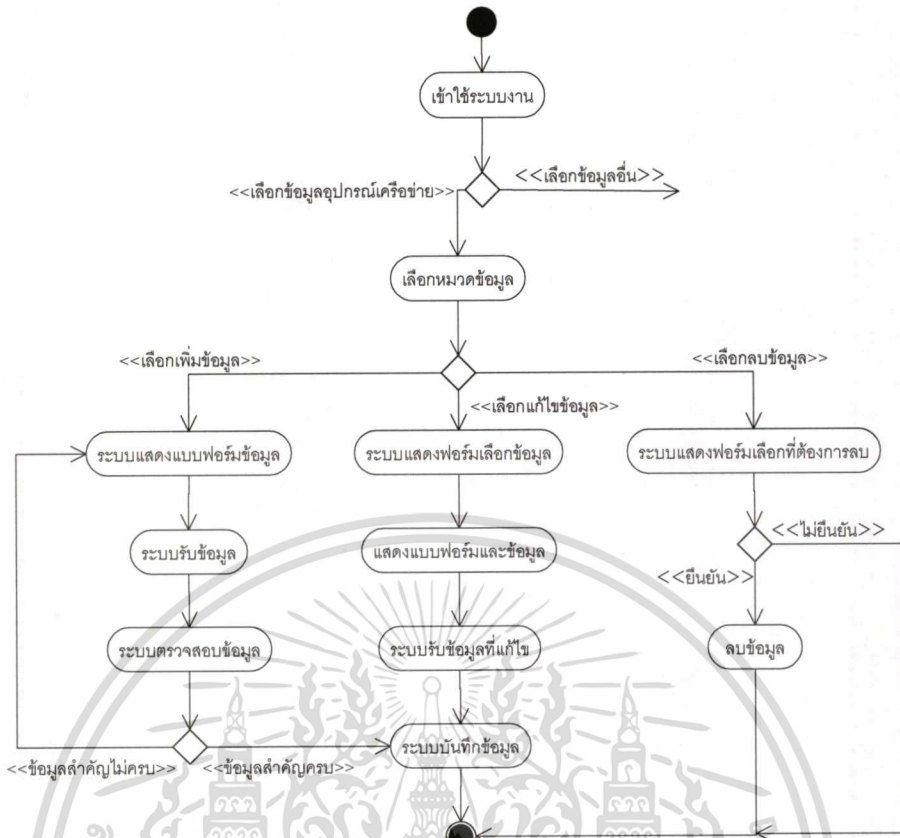 เข้าใช้ระบบงาน
<<เลือกข้อมูลอื่น>>
<<เลือกข้อมูลอุปกรณ์เครือข่าย>>
เลือกหมวดข้อมูล
<<เลือกเพิ่มข้อมูล>>
<<เลือกลบข้อมูล>>
<<เลือกแก้ไขข้อมูล>>
ระบบแสดงแบบฟอร์มข้อมูล
ระบบแสดงฟอร์มเลือกข้อมูล
ระบบแสดงฟอร์มเลือกที่ต้องการลบ
<<ไม่ยืนยัน>>
ระบบรับข้อมูล
แสดงแบบฟอร์มและข้อมูล
<<ยืนยัน>>
ระบบตรวจสอบข้อมูล
ระบบรับข้อมูลที่แก้ไข
ลบข้อมูล
ระบบบันทึกข้อมูล
<<ข้อมูลสำคัญไม่ครบ>>
<<ข้อมูลสำคัญครบ>>